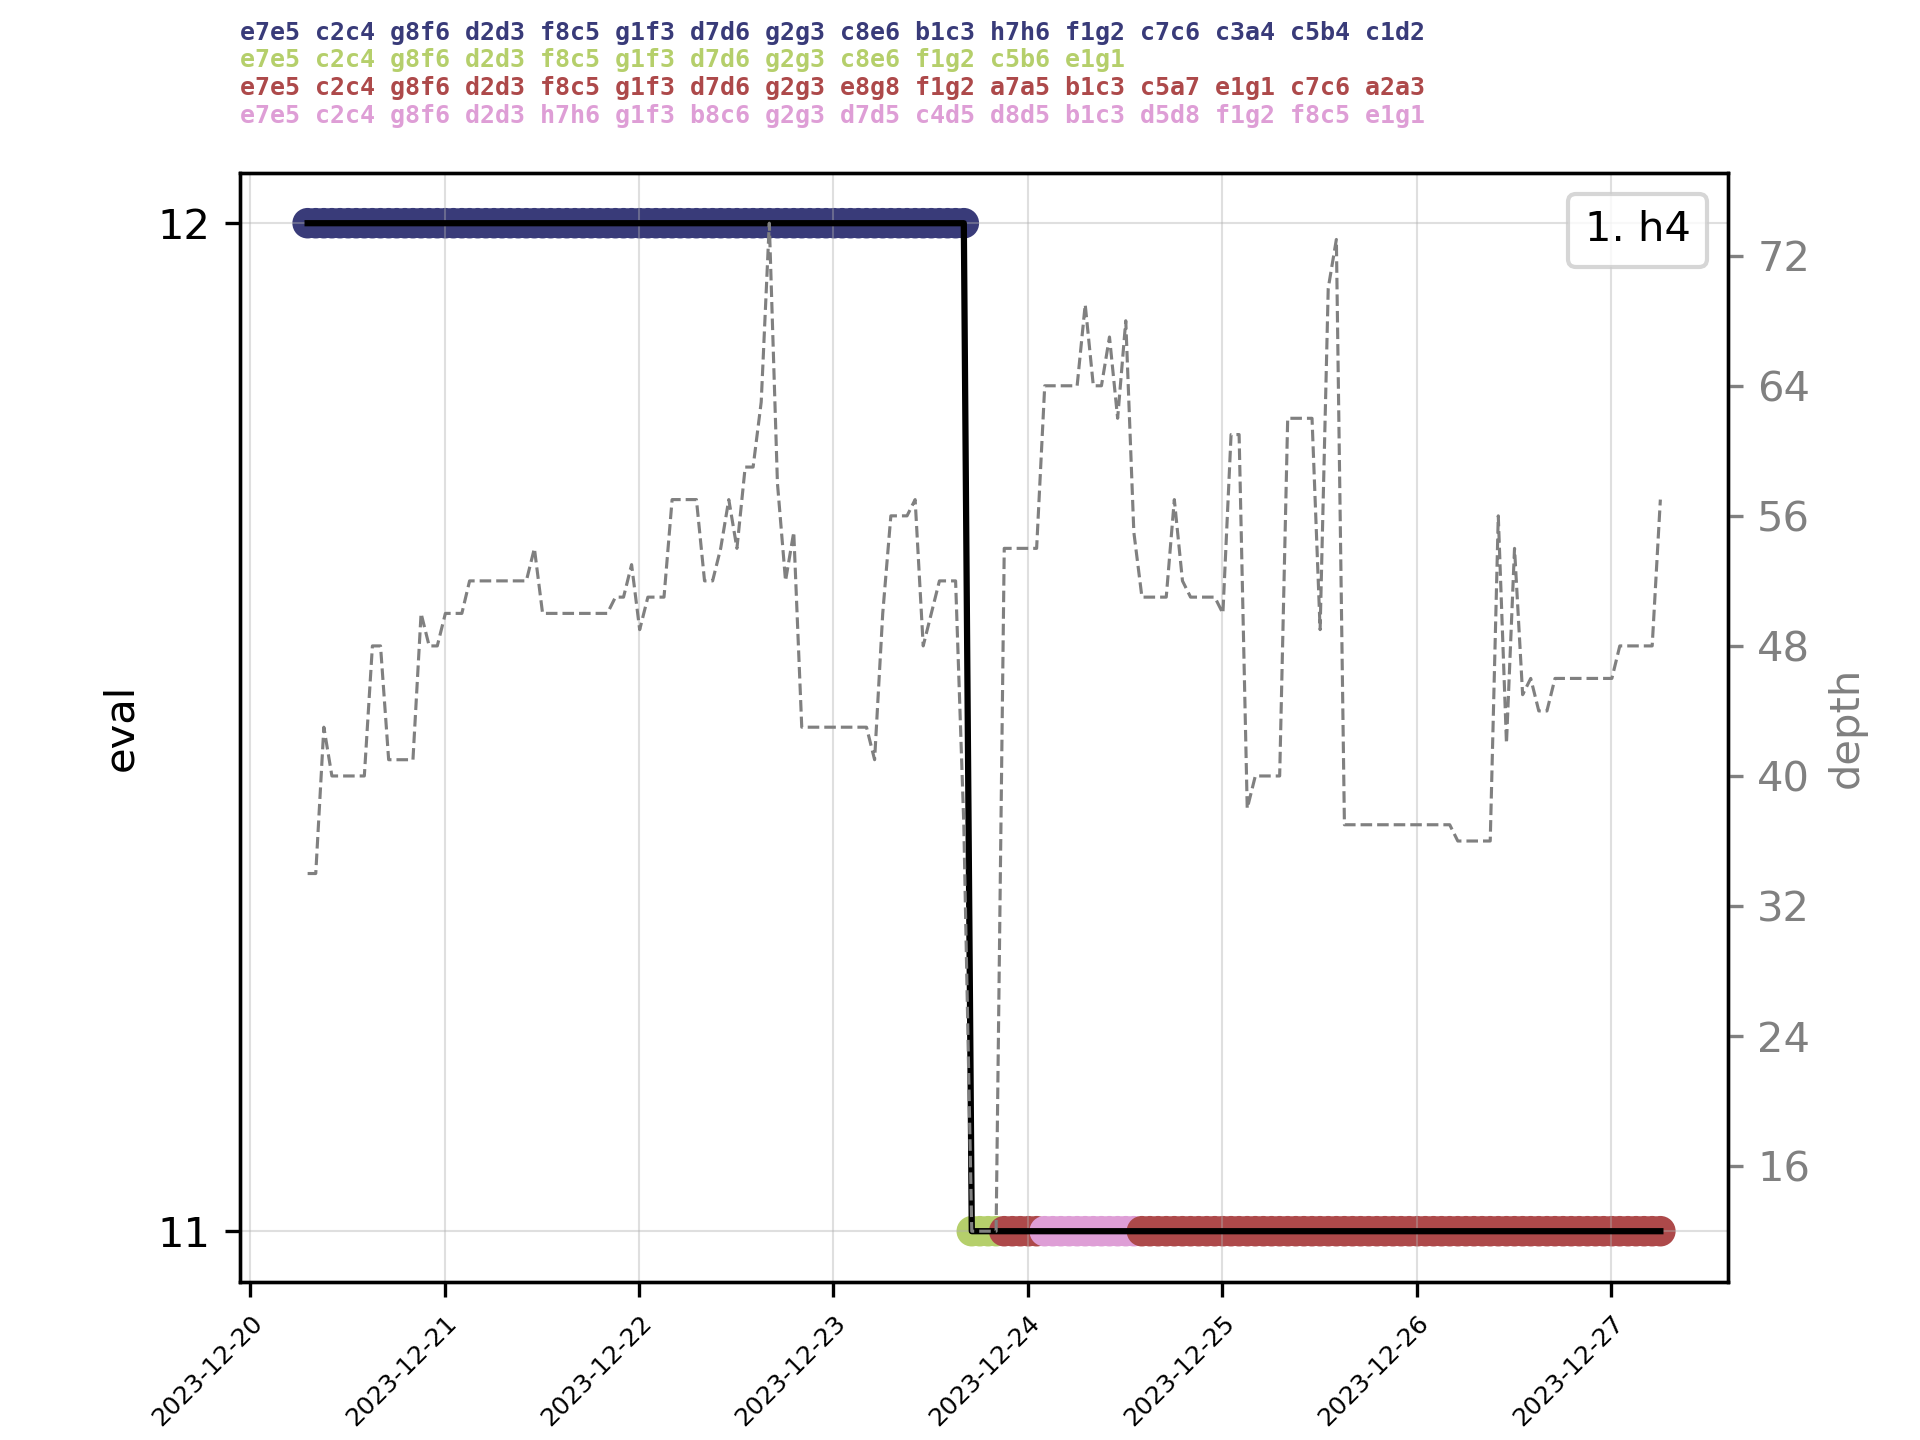 e7e5 c2c4 g8f6 d2d3 f8c5 g1f3 d7d6 g2g3 c8e6 b1c3 h7h6 f1g2 c7c6 c3a4 c5b4 c1d2
e7e5 c2c4 g8f6 d2d3 f8c5 g1f3 d7d6 g2g3 c8e6 f1g2 c5b6 e1g1
e7e5 c2c4 g8f6 d2d3 f8c5 g1f3 d7d6 g2g3 e8g8 f1g2 a7a5 b1c3 c5a7 e1g1 c7c6 a2a3
e7e5 c2c4 g8f6 d2d3 h7h6 g1f3 b8c6 g2g3 d7d5 c4d5 d8d5 b1c3 d5d8 f1g2 f8c5 e1g1
1. h4
12
11
eval
72
64
56
48
40
32
24
16
depth
2023-12-20
2023-12-21
2023-12-22
2023-12-23
2023-12-24
2023-12-25
2023-12-26
2023-12-27